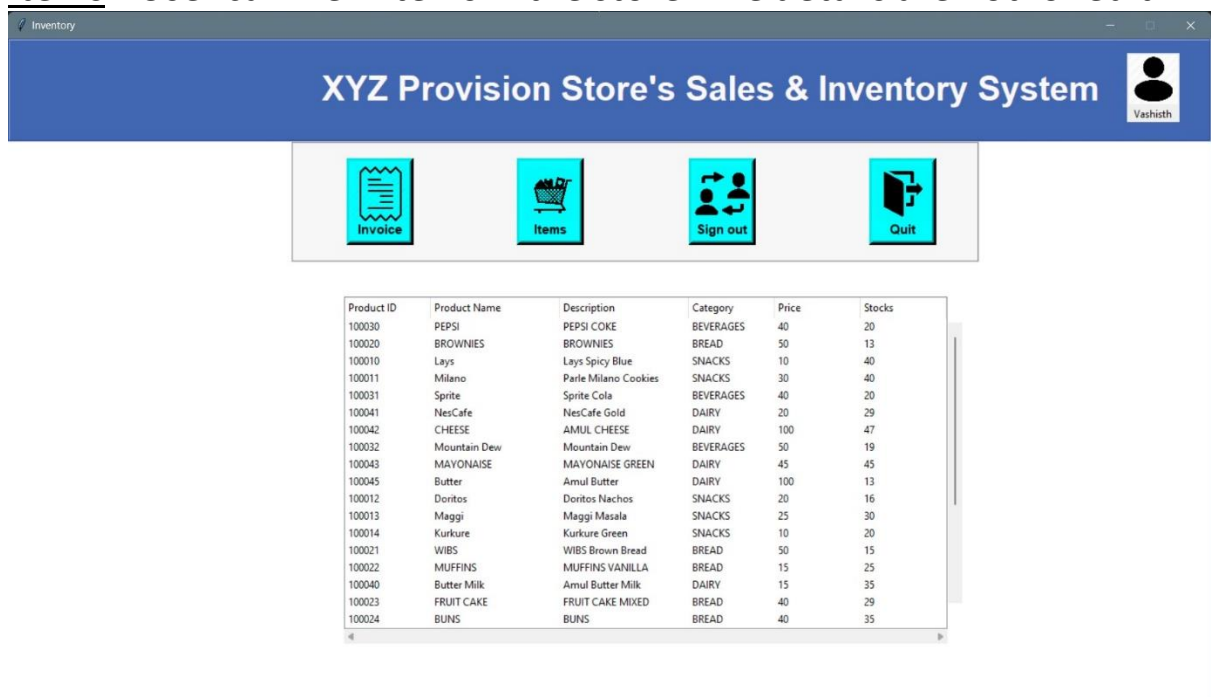 Inventory
XYZ Provision Store's Sales & Inventory System
Vashisth
Invoice Items Sign out Quit
Product ID Product Name Description Category Price Stocks
100030 PEPSI PEPSI COKE BEVERAGES 40 20
100020 BROWNIES BROWNIES BREAD 50 13
100010 Lays Lays Spicy Blue SNACKS 10 40
100011 Milano Parle Milano Cookies SNACKS 30 40
100031 Sprite Sprite Cola BEVERAGES 40 20
100041 NesCafe NesCafe Gold DAIRY 20 29
100042 CHEESE AMUL CHEESE DAIRY 100 47
100032 Mountain Dew Mountain Dew BEVERAGES 50 19
100043 MAYONAISE MAYONAISE GREEN DAIRY 45 45
100045 Butter Amul Butter DAIRY 100 13
100012 Doritos Doritos Nachos SNACKS 20 16
100013 Maggi Maggi Masala SNACKS 25 30
100014 Kurkure Kurkure Green SNACKS 10 20
100021 WIBS WIBS Brown Bread BREAD 50 15
100022 MUFFINS MUFFINS VANILLA BREAD 15 25
100040 Butter Milk Amul Butter Milk DAIRY 15 35
100023 FRUIT CAKE FRUIT CAKE MIXED BREAD 40 29
100024 BUNS BUNS BREAD 40 35